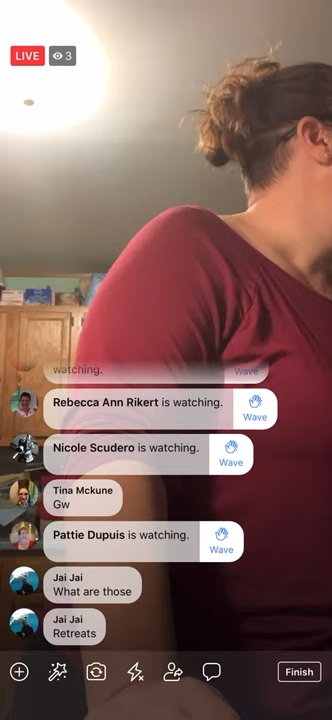 LIVE 3
watching.
Wave
Rebecca Ann Rikert is watching.
Wave
Nicole Scudero is watching.
Wave
Tina Mckune
Gw
Pattie Dupuis is watching.
Wave
Jai Jai
What are those
Jai Jai
Retreats
Finish